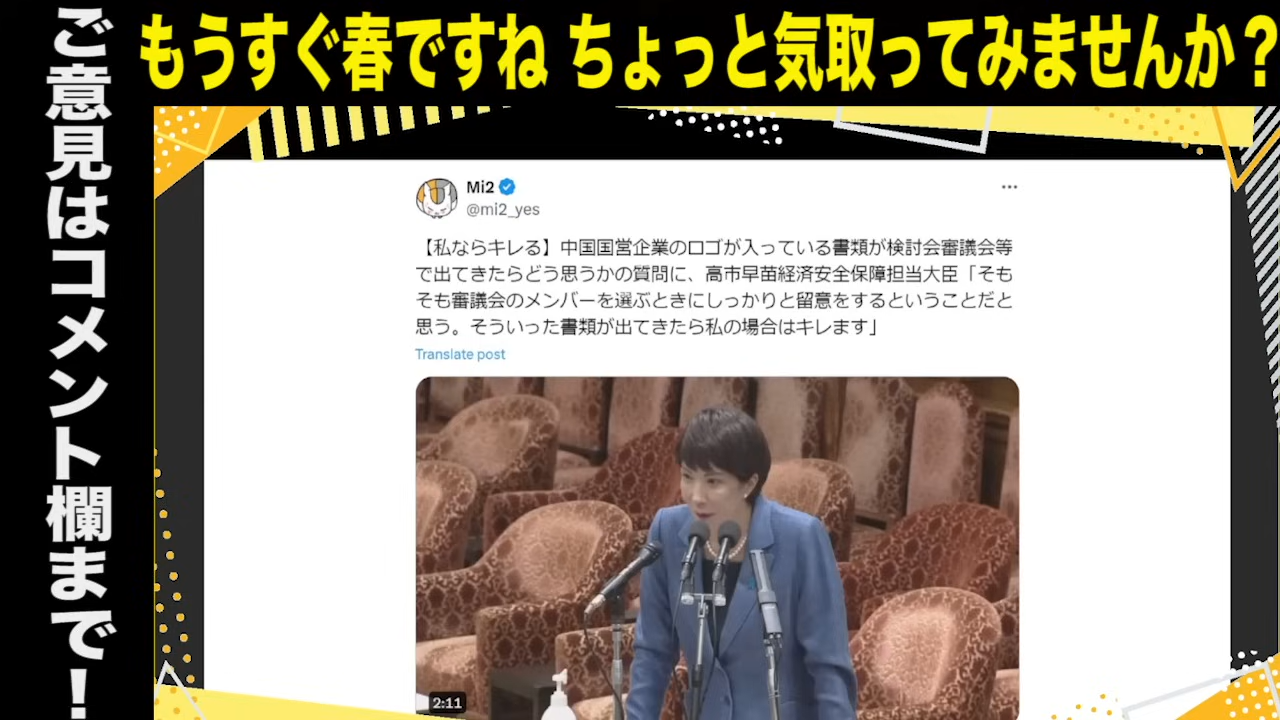 もうすぐ春ですね ちょっと気取ってみませんか？
ご意見はコメント欄まで！
Mi2
@mi2_yes
【私ならキレる】中国国営企業のロゴが入っている書類が検討会審議会等
で出てきたらどう思うかの質問に、高市早苗経済安全保障担当大臣「そも
そも審議会のメンバーを選ぶときにしっかりと留意をするということだと
思う。そういった書類が出てきたら私の場合はキレます」
Translate post
2:11